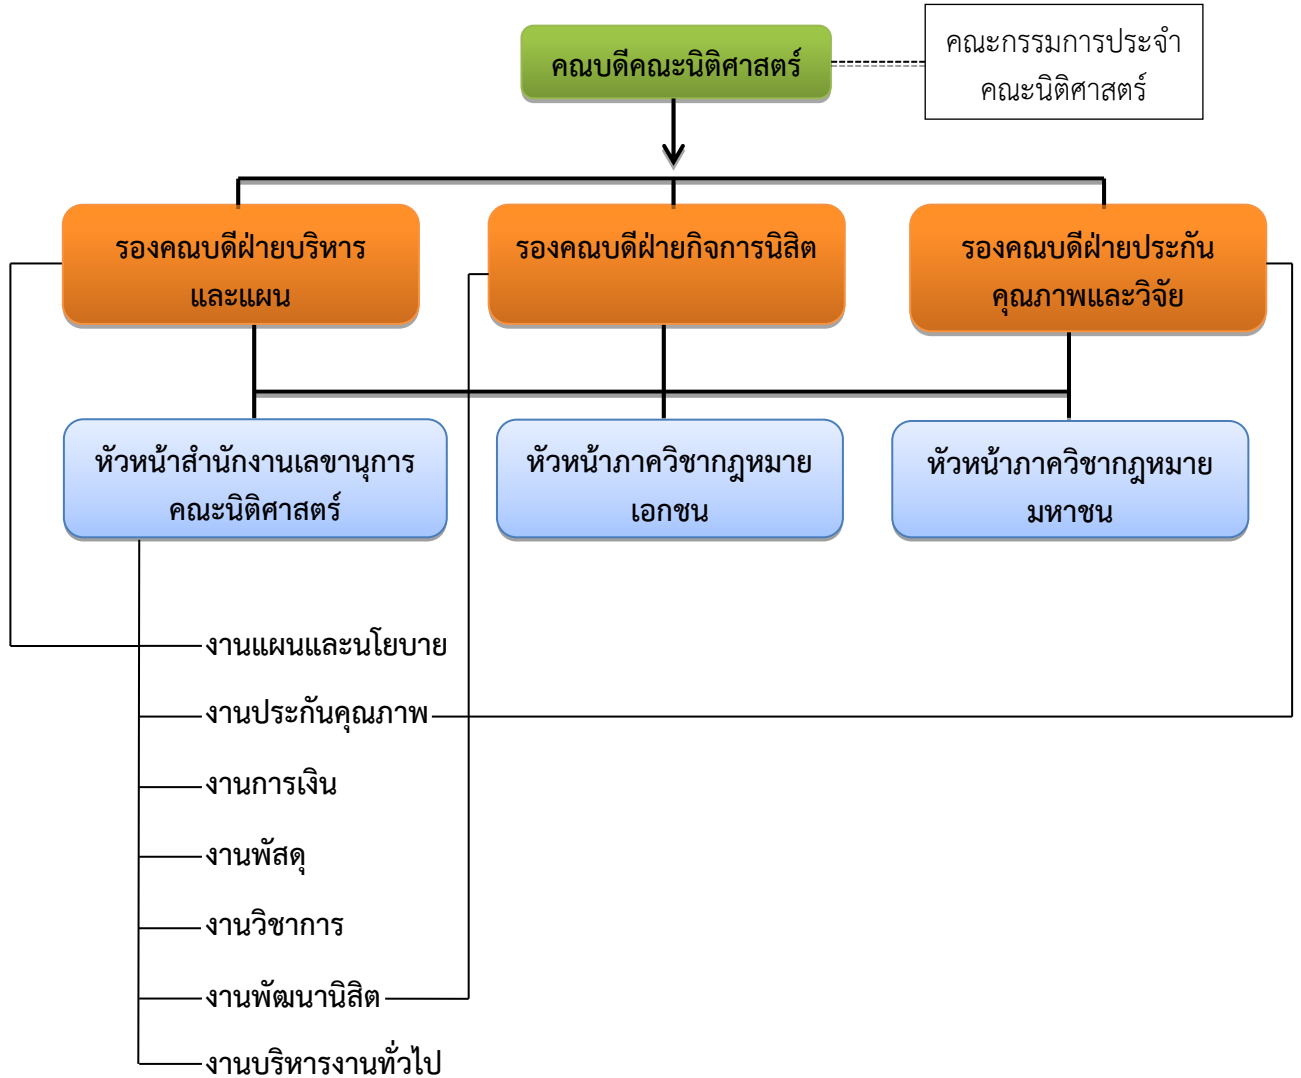 คณบดีคณะนิติศาสตร์
คณะกรรมการประจำ
คณะนิติศาสตร์
รองคณบดีฝ่ายบริหาร
และแผน
รองคณบดีฝ่ายกิจการนิสิต
รองคณบดีฝ่ายประกัน
คุณภาพและวิจัย
หัวหน้าสำนักงานเลขานุการ
คณะนิติศาสตร์
หัวหน้าภาควิชากฎหมาย
เอกชน
หัวหน้าภาควิชากฎหมาย
มหาชน
งานแผนและนโยบาย
งานประกันคุณภาพ
งานการเงิน
งานพัสดุ
งานวิชาการ
งานพัฒนานิสิต
งานบริหารงานทั่วไป